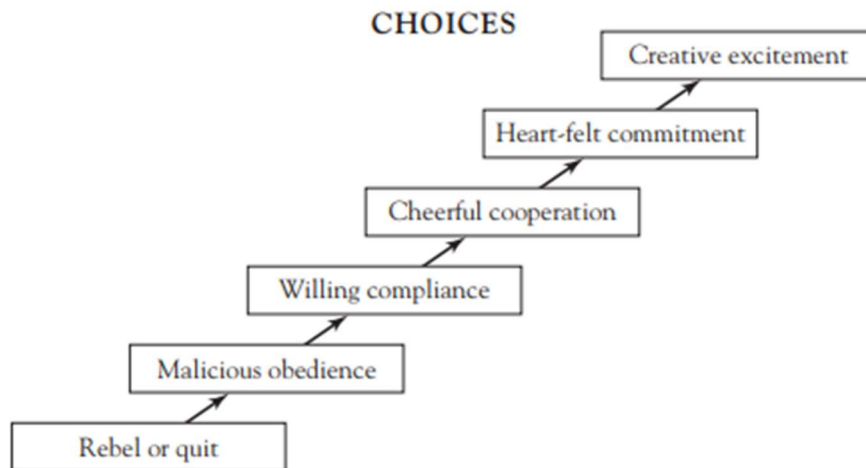 CHOICES
Creative excitement
Heart-felt commitment
Cheerful cooperation
Willing compliance
Malicious obedience
Rebel or quit